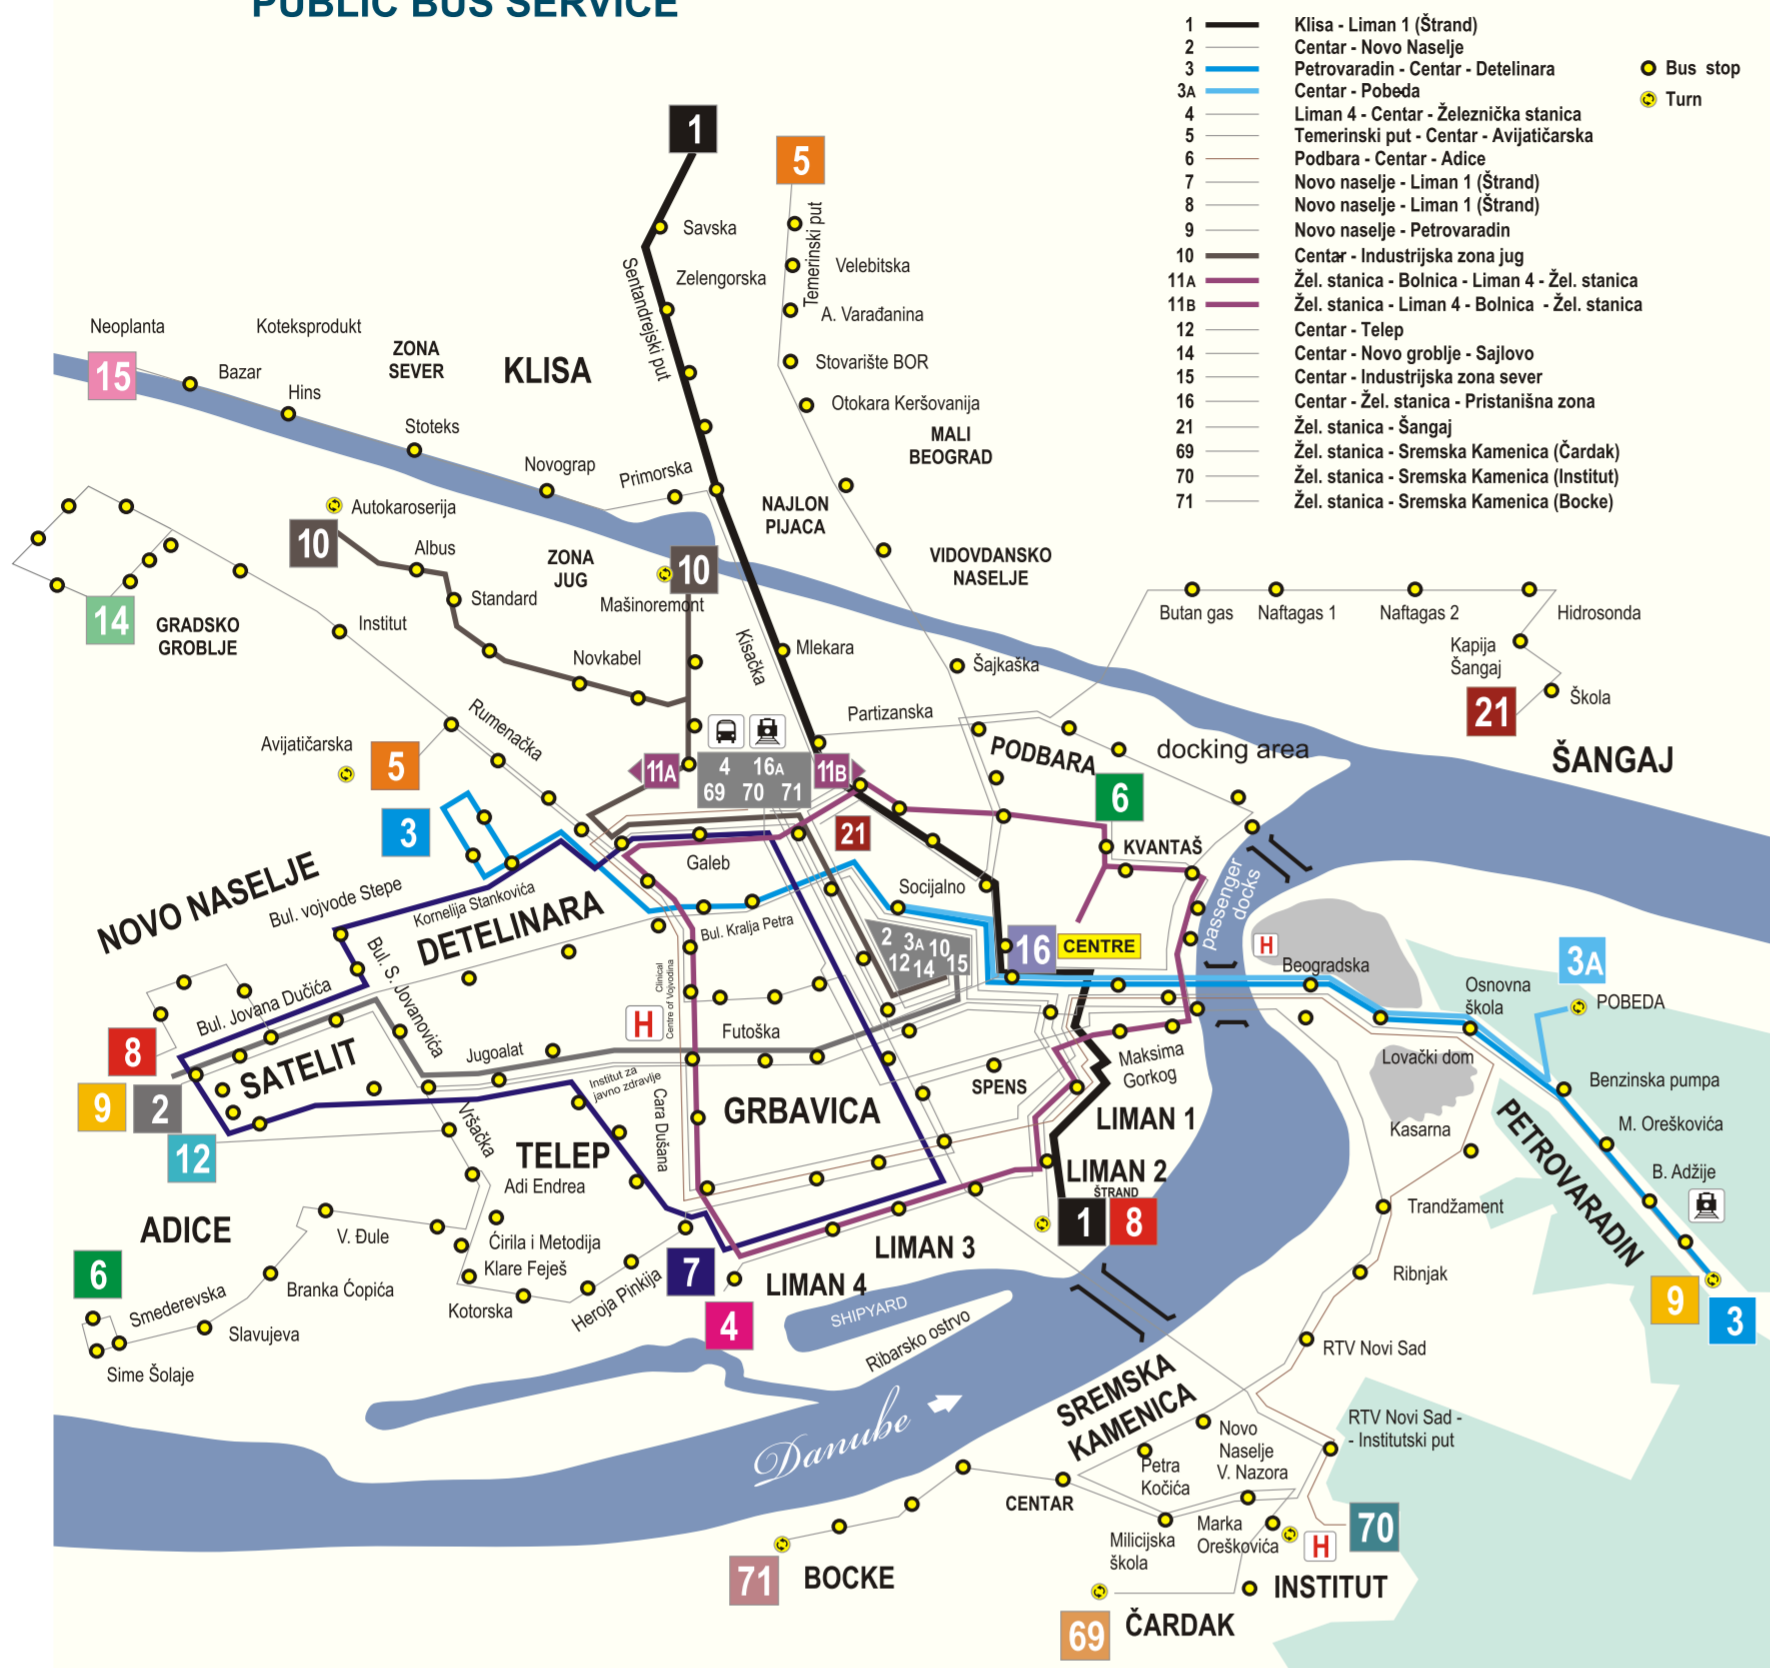 PUBLIC BUS SERVICE
1 Klisa - Liman 1 (Štrand)
2 Centar - Novo Naselje
3 Petrovaradin - Centar - Detelinara
3A Centar - Pobeda
4 Liman 4 - Centar - Železnička stanica
5 Temerinski put - Centar - Avijatičarska
6 Podbara - Centar - Adice
7 Novo naselje - Liman 1 (Štrand)
8 Novo naselje - Liman 1 (Štrand)
9 Novo naselje - Petrovaradin
10 Centar - Industrijska zona jug
11A Žel. stanica - Bolnica - Liman 4 - Žel. stanica
11B Žel. stanica - Liman 4 - Bolnica - Žel. stanica
12 Centar - Telep
14 Centar - Novo groblje - Sajlovo
15 Centar - Industrijska zona sever
16 Centar - Žel. stanica - Pristanišna zona
21 Žel. stanica - Šangaj
69 Žel. stanica - Sremska Kamenica (Čardak)
70 Žel. stanica - Sremska Kamenica (Institut)
71 Žel. stanica - Sremska Kamenica (Bocke)
Bus stop
Turn
1
5
Savska
Zelengorska
Sentandrejski put
Temerinski put
Velebitska
A. Varađanina
Stovarište BOR
Otokara Keršovanija
MALI
BEOGRAD
Neoplanta
Koteksprodukt
15
Bazar
Hins
ZONA
SEVER
KLISA
Stoteks
Novograp
Primorska
NAJLON
PIJACA
VIDOVDANSKO
NASELJE
Autokaroserija
10
Albus
Standard
ZONA
JUG
10
Mašinoremont
Novkabel
Kisačka
Mlekara
Šajkaška
14
GRADSKO
GROBLJE
Institut
Butan gas
Naftagas 1
Naftagas 2
Hidrosonda
Kapija
Šangaj
Škola
21
ŠANGAJ
Rumenačka
Avijatičarska
5
3
Partizanska
PODBARA
docking area
11A
4 16A
69 70 71
11B
21
6
KVANTAŠ
passenger
docks
NOVO NASELJE
Bul. vojvode Stepe
Kornelija Stankovića
DETELINARA
Galeb
Bul. Kralja Petra
Socijalno
2 3A 10
12 14 15
16
CENTRE
H
Beogradska
Osnovna
škola
3A
POBEDA
Bul. S. Jovanovića
Bul. Jovana Dučića
Clinical
Centre of Vojvodina
H
Futoška
8
9
2
12
SATELIT
Jugoalat
Institut za
javno zdravlje
Cara Dušana
GRBAVICA
SPENS
Maksima
Gorkog
LIMAN 1
LIMAN 2
ŠTRAND
1
8
Lovački dom
Kasarna
Benzinska pumpa
M. Oreškovića
B. Adžije
PETROVARADIN
9
3
Trandžament
Ribnjak
RTV Novi Sad
Vršačka
TELEP
Adi Endrea
ADICE
V. Đule
Ćirila i Metodija
Klare Feješ
Branka Ćopića
Kotorska
Heroja Pinkija
7
4
LIMAN 3
LIMAN 4
6
Smederevska
Slavujeva
Sime Šolaje
SHIPYARD
Ribarsko ostrvo
Danube
SREMSKA
KAMENICA
Novo
Naselje
V. Nazora
Petra
Kočića
RTV Novi Sad -
- Institutski put
CENTAR
Milicijska
škola
Marka
Oreškovića
H
70
71
BOCKE
INSTITUT
69
ČARDAK